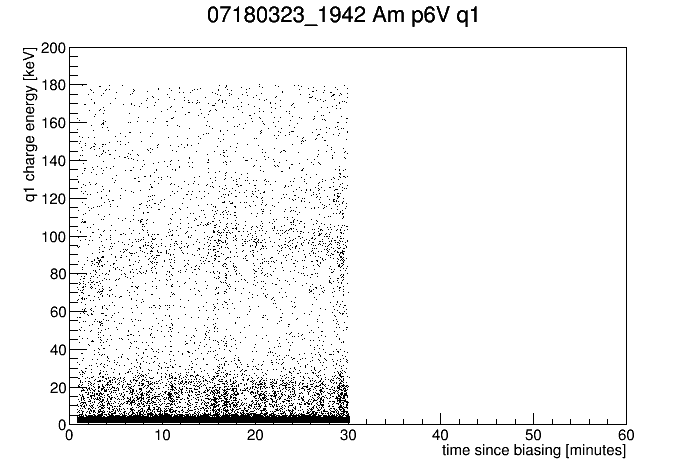 07180323_1942 Am p6V q1
q1 charge energy [keV]
200
180
160
140
120
100
80
60
40
20
0
0 10 20 30 40 50 60
time since biasing [minutes]